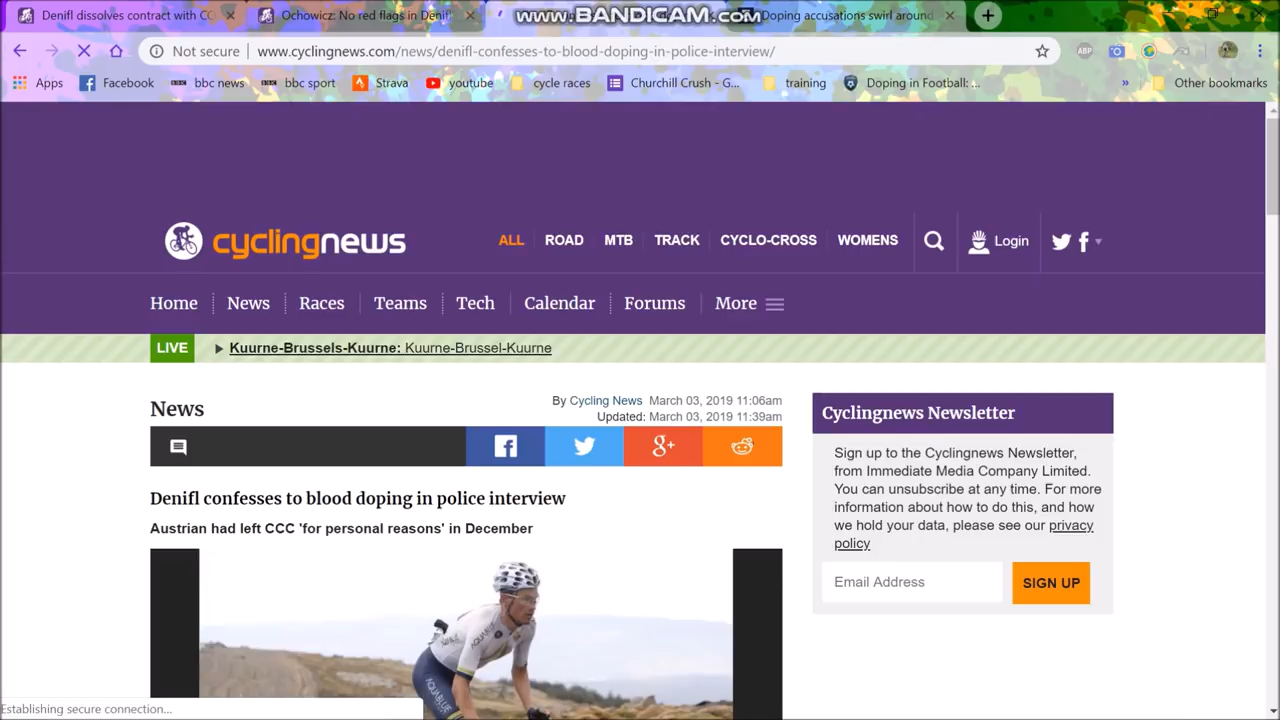 Denifl dissolves contract with CC
Ochowicz: No red flags in Denifl
www.BANDICAM.com
Doping accusations swirl around
Not secure
www.cyclingnews.com/news/denifl-confesses-to-blood-doping-in-police-interview/
ABP
Apps
Facebook
bbc news
bbc sport
Strava
youtube
cycle races
Churchill Crush - G...
training
Doping in Football: ...
»
Other bookmarks
cyclingnews
ALL
ROAD
MTB
TRACK
CYCLO-CROSS
WOMENS
Login
Home
News
Races
Teams
Tech
Calendar
Forums
More
LIVE
Kuurne-Brussels-Kuurne: Kuurne-Brussel-Kuurne
News
By Cycling News March 03, 2019 11:06am
Updated: March 03, 2019 11:39am
Denifl confesses to blood doping in police interview
Austrian had left CCC 'for personal reasons' in December
AQUABLUE
Cyclingnews Newsletter
Sign up to the Cyclingnews Newsletter,
from Immediate Media Company Limited.
You can unsubscribe at any time. For more
information about how to do this, and how
we hold your data, please see our privacy
policy
Email Address
SIGN UP
Establishing secure connection...